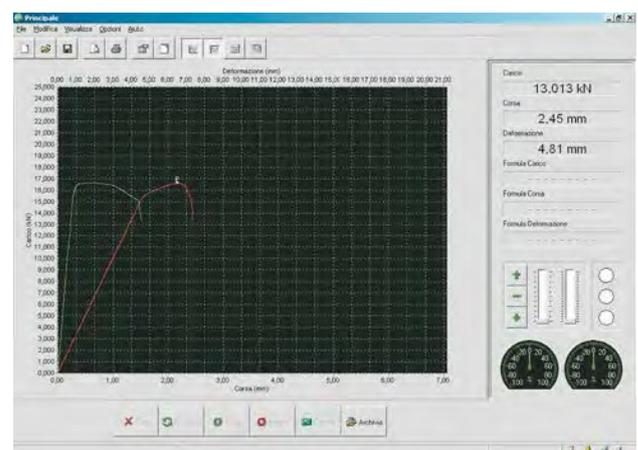 Principale
File Modifica Visualizza Opzioni Aiuto
Deformazione (mm)
0,00 1,00 2,00 3,00 4,00 5,00 6,00 7,00 8,00 9,00 10,00 11,00 12,00 13,00 14,00 15,00 16,00 17,00 18,00 19,00 20,00 21,00
25,000
24,000
23,000
22,000
21,000
20,000
19,000
18,000
17,000
16,000
15,000
14,000
13,000
12,000
11,000
10,000
9,000
8,000
7,000
6,000
5,000
4,000
3,000
2,000
1,000
0,000
Carico (kN)
0,00 1,00 2,00 3,00 4,00 5,00 6,00 7,00
Corsa (mm)
Carico
13,013 kN
Corsa
2,45 mm
Deformazione
4,81 mm
Formula Carico
Formula Corsa
Formula Deformazione
Archivia